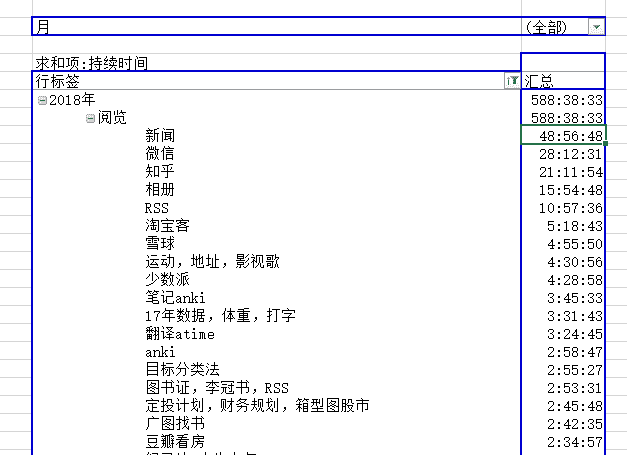 月 (全部)
求和项:持续时间
行标签 汇总
2018年 588:38:33
阅览 588:38:33
新闻 48:56:48
微信 28:12:31
知乎 21:11:54
相册 15:54:48
RSS 10:57:36
淘宝客 5:18:43
雪球 4:55:50
运动，地址，影视歌 4:30:56
少数派 4:28:58
笔记anki 3:45:33
17年数据，体重，打字 3:31:43
翻译atime 3:24:45
anki 2:58:47
目标分类法 2:55:27
图书证，李冠书，RSS 2:53:31
定投计划，财务规划，箱型图股市 2:45:48
广图找书 2:42:35
豆瓣看房 2:34:57